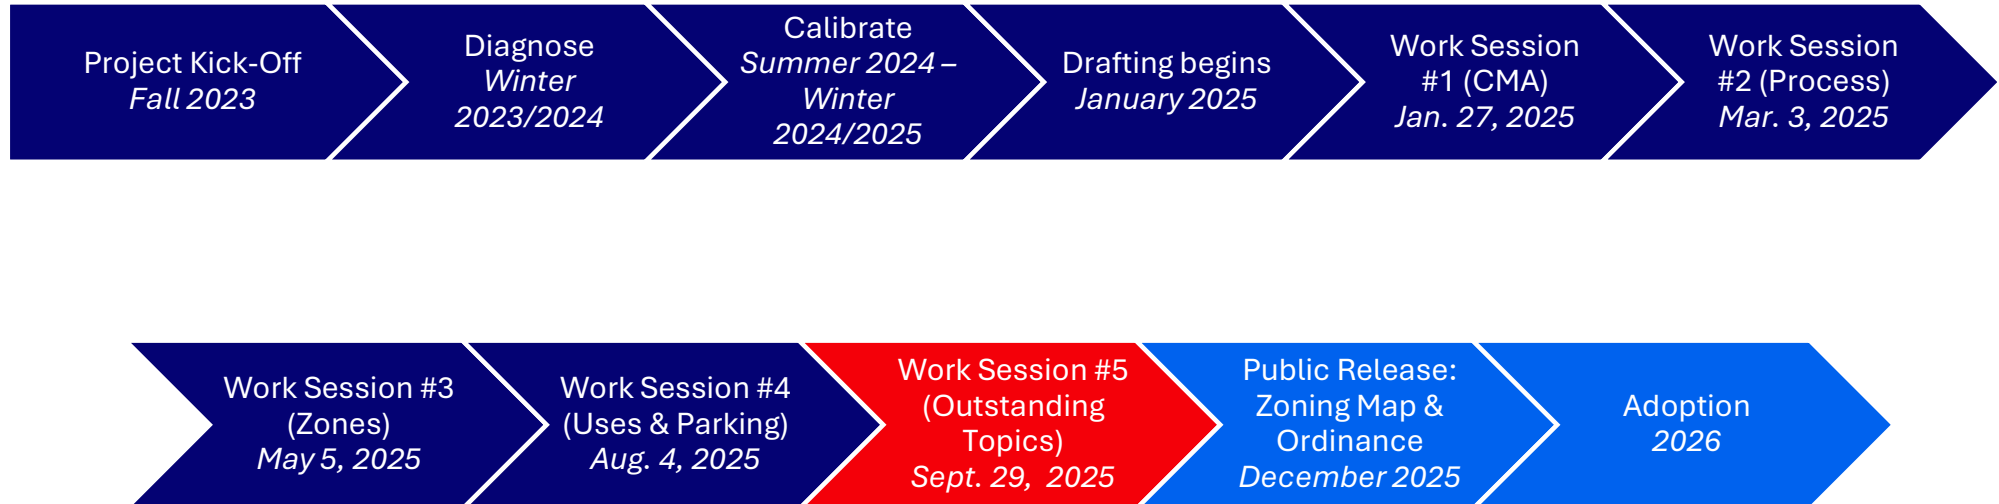 Project Kick-Off
Fall 2023
Diagnose
Winter
2023/2024
Calibrate
Summer 2024 –
Winter
2024/2025
Drafting begins
January 2025
Work Session
#1 (CMA)
Jan. 27, 2025
Work Session
#2 (Process)
Mar. 3, 2025
Work Session #3
(Zones)
May 5, 2025
Work Session #4
(Uses & Parking)
Aug. 4, 2025
Work Session #5
(Outstanding
Topics)
Sept. 29, 2025
Public Release:
Zoning Map &
Ordinance
December 2025
Adoption
2026